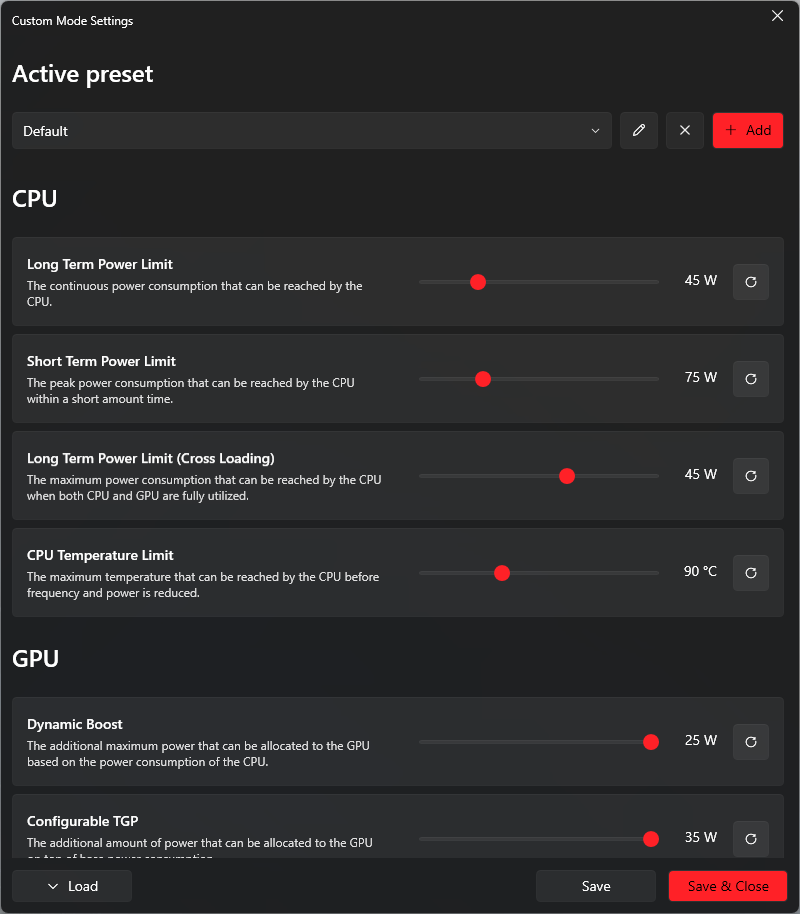 Custom Mode Settings
Active preset
Default
Add
CPU
Long Term Power Limit
The continuous power consumption that can be reached by the
CPU.
45 W
Short Term Power Limit
The peak power consumption that can be reached by the CPU
within a short amount time.
75 W
Long Term Power Limit (Cross Loading)
The maximum power consumption that can be reached by the CPU
when both CPU and GPU are fully utilized.
45 W
CPU Temperature Limit
The maximum temperature that can be reached by the CPU before
frequency and power is reduced.
90 °C
GPU
Dynamic Boost
The additional maximum power that can be allocated to the GPU
based on the power consumption of the CPU.
25 W
Configurable TGP
The additional amount of power that can be allocated to the GPU
on top of base power consumption.
35 W
Load
Save
Save & Close